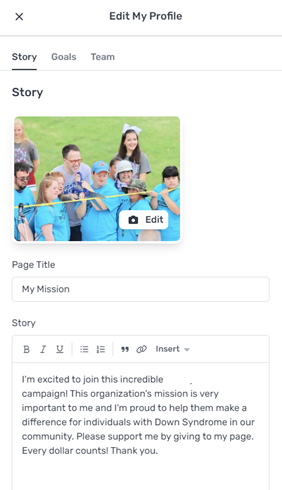 Edit My Profile
Story Goals Team
Story
Edit
Page Title
My Mission
Story
B I U Insert
I'm excited to join this incredible
campaign! This organization's mission is very
important to me and I'm proud to help them make a
difference for individuals with Down Syndrome in our
community. Please support me by giving to my page.
Every dollar counts! Thank you.